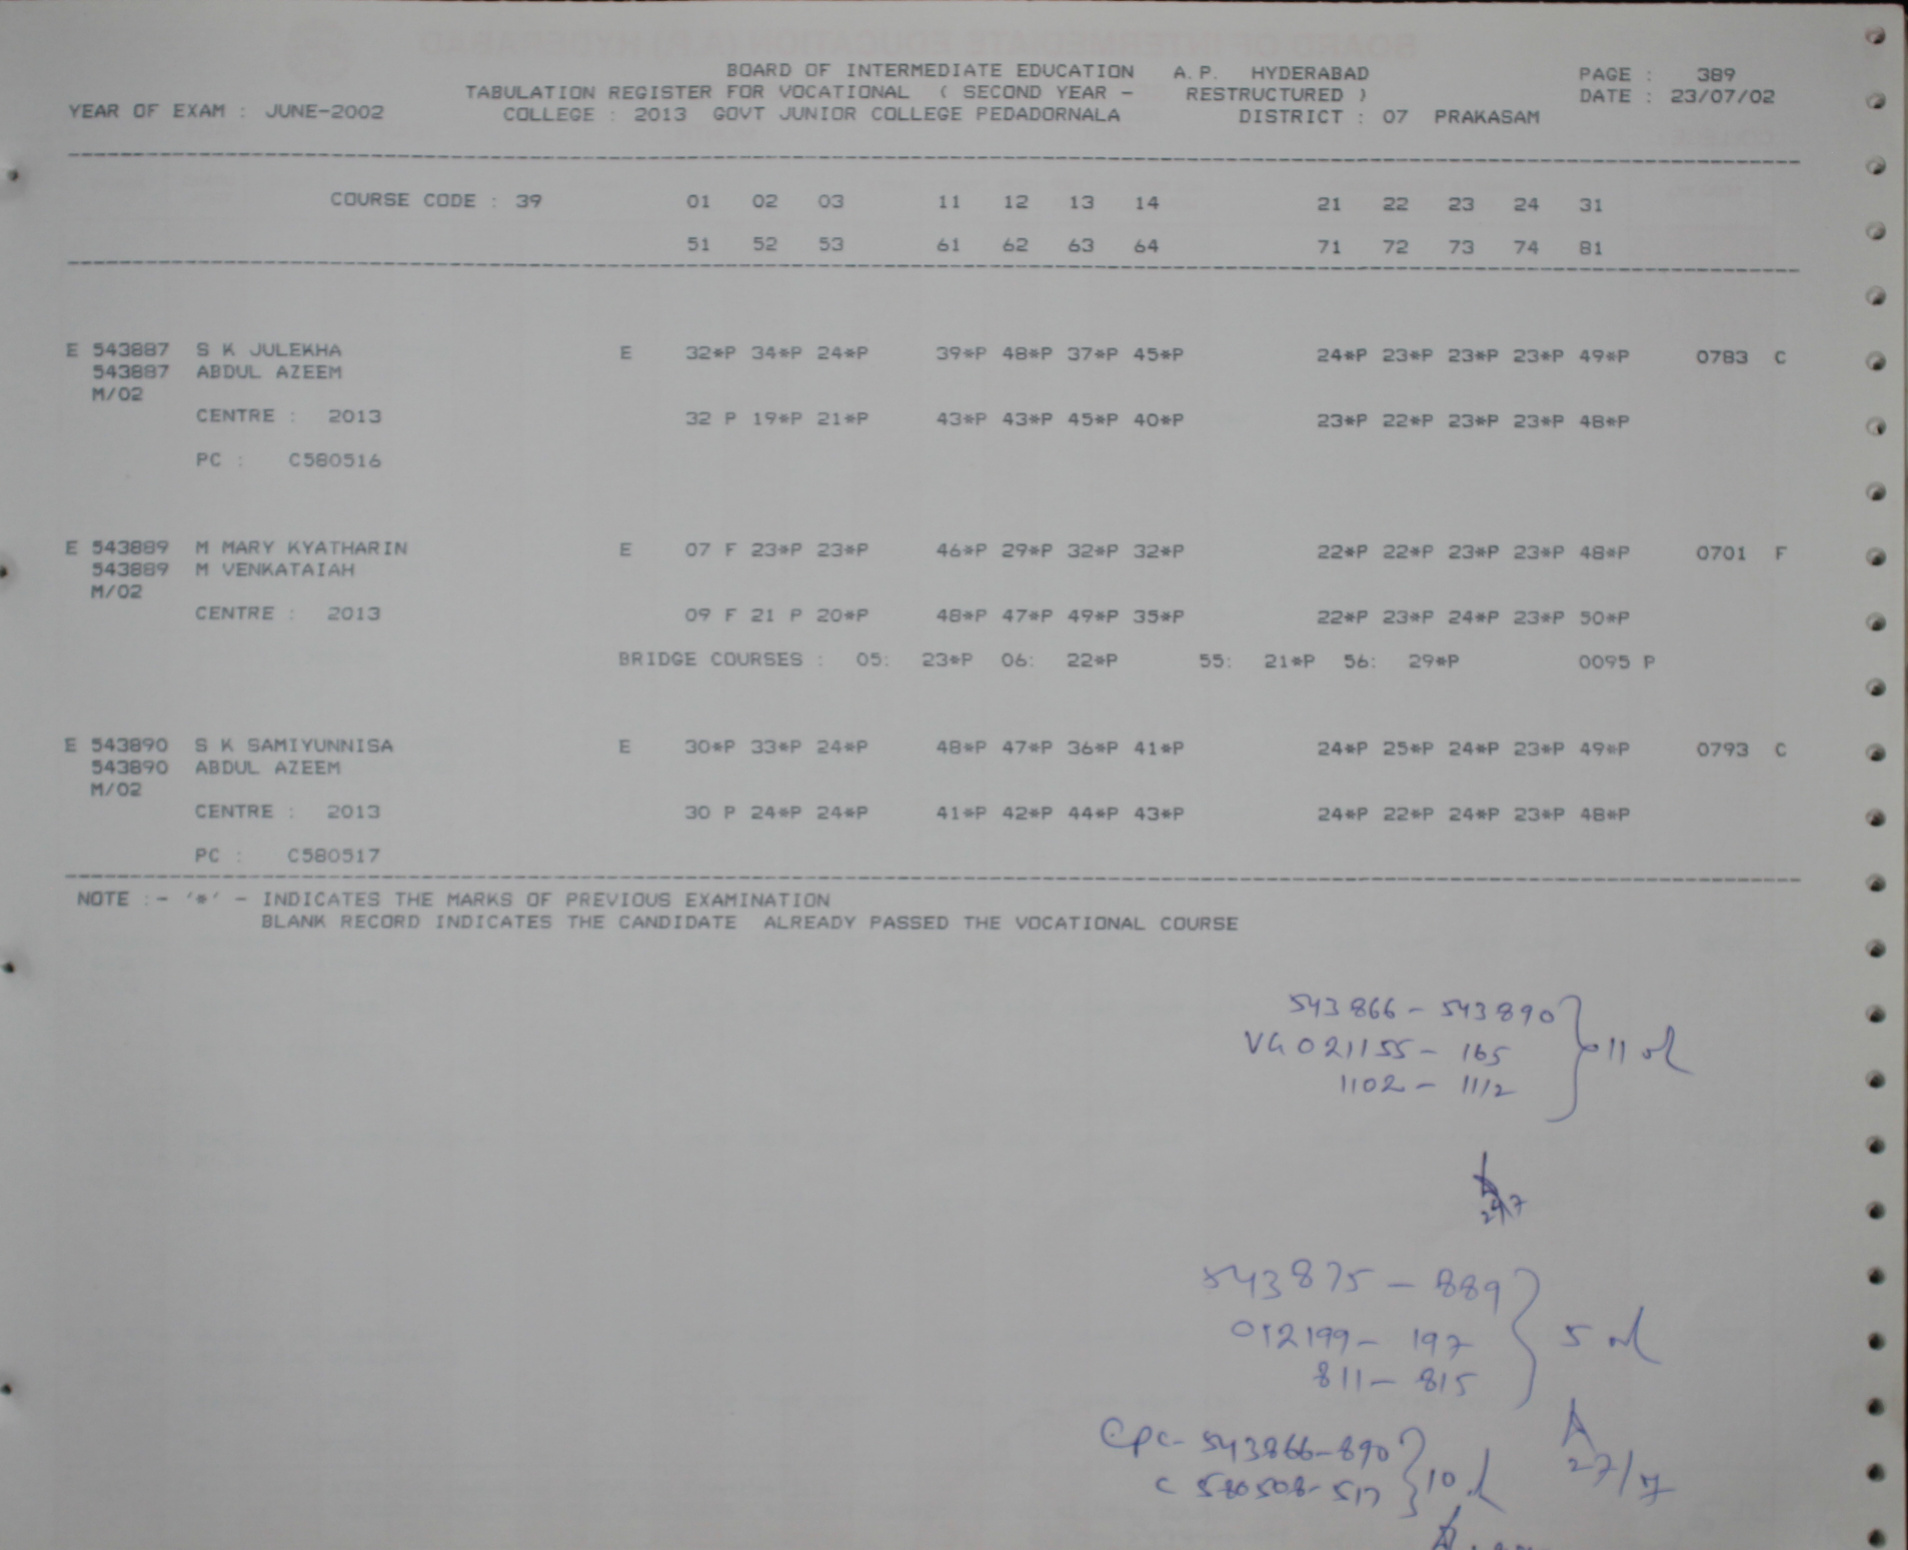 BOARD OF INTERMEDIATE EDUCATION A.P. HYDERABAD PAGE : 389
TABULATION REGISTER FOR VOCATIONAL ( SECOND YEAR - RESTRUCTURED ) DATE : 23/07/02
YEAR OF EXAM : JUNE-2002 COLLEGE : 2013 GOVT JUNIOR COLLEGE PEDADORNALA DISTRICT : 07 PRAKASAM
COURSE CODE : 39 01 02 03 11 12 13 14 21 22 23 24 31
51 52 53 61 62 63 64 71 72 73 74 81
E 543887 S K JULEKHA E 32*P 34*P 24*P 39*P 48*P 37*P 45*P 24*P 23*P 23*P 23*P 49*P 0783 C
543887 ABDUL AZEEM
M/02
CENTRE : 2013 32 P 19*P 21*P 43*P 43*P 45*P 40*P 23*P 22*P 23*P 23*P 48*P
PC : C580516
E 543889 M MARY KYATHARIN E 07 F 23*P 23*P 46*P 29*P 32*P 32*P 22*P 22*P 23*P 23*P 48*P 0701 F
543889 M VENKATAIAH
M/02
CENTRE : 2013 09 F 21 P 20*P 48*P 47*P 49*P 35*P 22*P 23*P 24*P 23*P 50*P
BRIDGE COURSES : 05: 23*P 06: 22*P 55: 21*P 56: 29*P 0095 P
E 543890 S K SAMIYUNNISA E 30*P 33*P 24*P 48*P 47*P 36*P 41*P 24*P 25*P 24*P 23*P 49*P 0793 C
543890 ABDUL AZEEM
M/02
CENTRE : 2013 30 P 24*P 24*P 41*P 42*P 44*P 43*P 24*P 22*P 24*P 23*P 48*P
PC : C580517
NOTE :- '*' - INDICATES THE MARKS OF PREVIOUS EXAMINATION
BLANK RECORD INDICATES THE CANDIDATE ALREADY PASSED THE VOCATIONAL COURSE
543866 - 543890
VG 021155 - 165 11
1102 - 1112
543875 - 889
012199 - 197 5
811 - 815
Cpc- 543866-890
C 580508-517 10
27/7